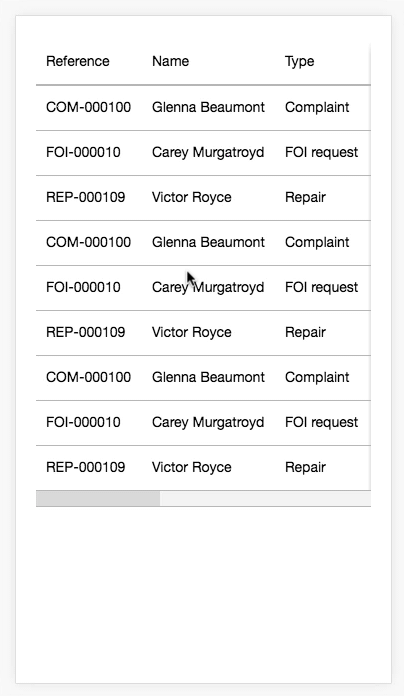 Reference Name Type
COM-000100 Glenna Beaumont Complaint
FOI-000010 Carey Murgatroyd FOI request
REP-000109 Victor Royce Repair
COM-000100 Glenna Beaumont Complaint
FOI-000010 Carey Murgatroyd FOI request
REP-000109 Victor Royce Repair
COM-000100 Glenna Beaumont Complaint
FOI-000010 Carey Murgatroyd FOI request
REP-000109 Victor Royce Repair